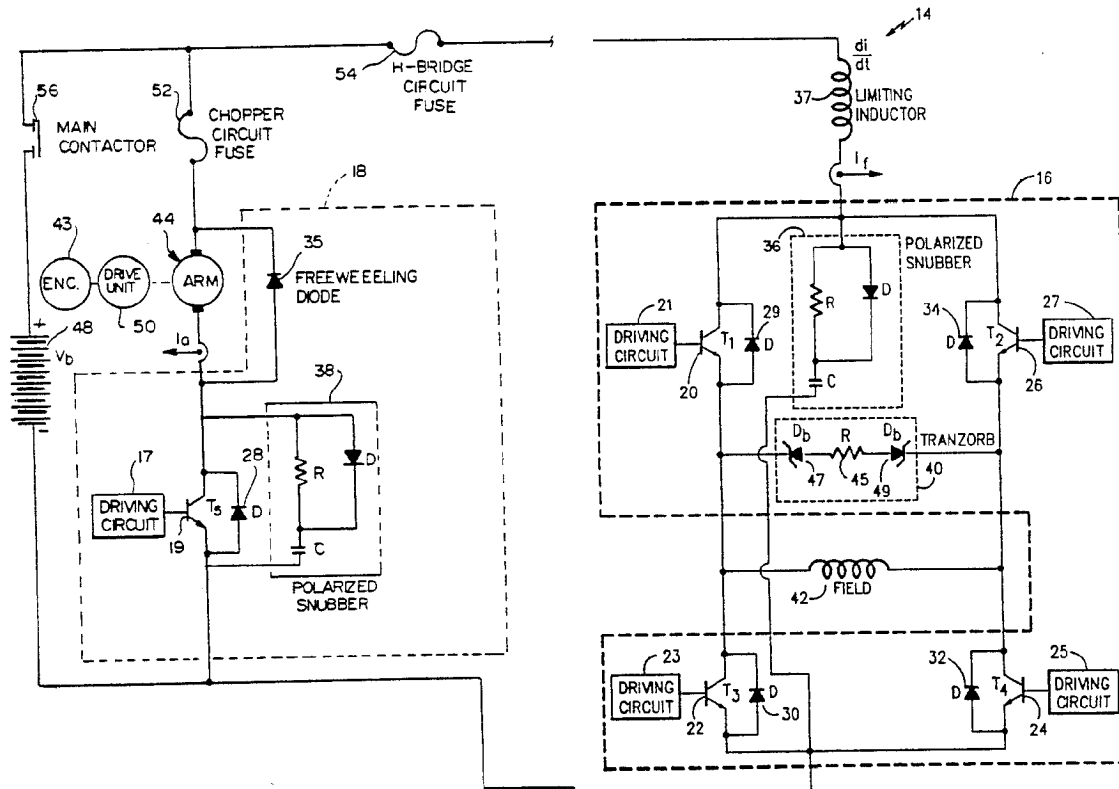 14
54
H-BRIDGE
CIRCUIT
FUSE
di
dt
37
LIMITING
INDUCTOR
56
MAIN
CONTACTOR
52
CHOPPER
CIRCUIT
FUSE
If
18
16
43
ENC.
DRIVE
UNIT
50
44
ARM
35
FREEWEEELING
DIODE
36
POLARIZED
SNUBBER
R
D
C
21
DRIVING
CIRCUIT
T1
20
29
D
34
D
T2
26
27
DRIVING
CIRCUIT
+
48
Vb
-
Ia
38
R
D
C
POLARIZED
SNUBBER
17
DRIVING
CIRCUIT
T5
19
28
D
Db
R
Db
TRANZORB
47
45
49
40
42
FIELD
23
DRIVING
CIRCUIT
T3
22
D
30
32
D
T4
24
25
DRIVING
CIRCUIT